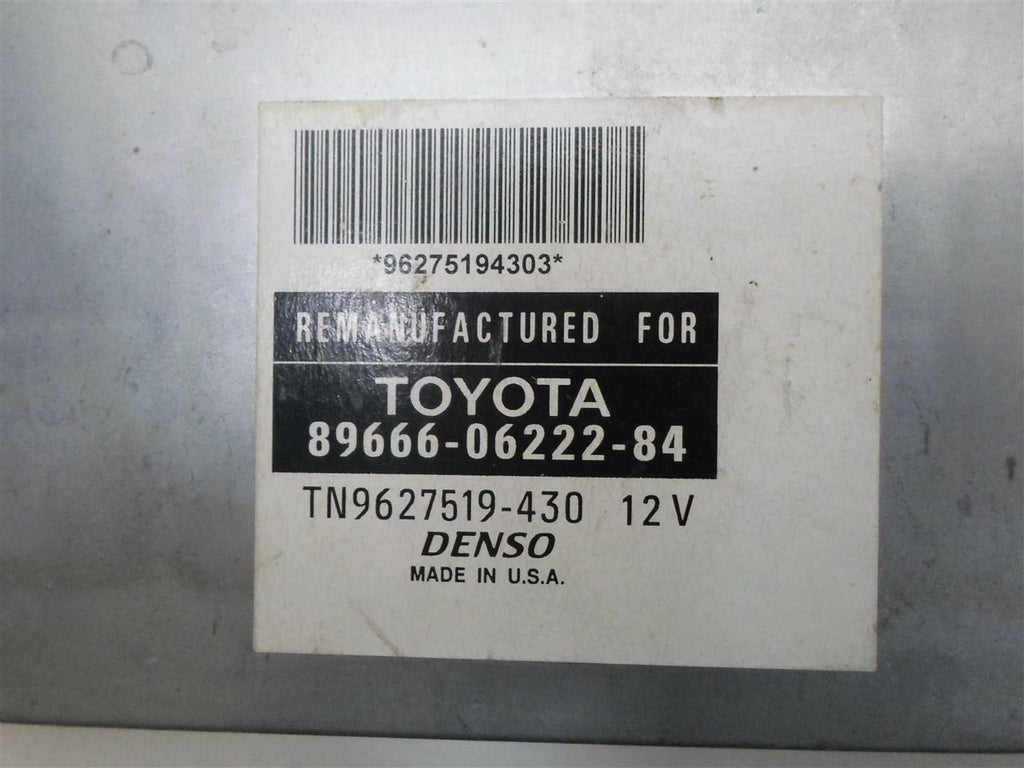 *96275194303*
REMANUFACTURED FOR
TOYOTA
89666-06222-84
TN9627519-430 12V
DENSO
MADE IN U.S.A.